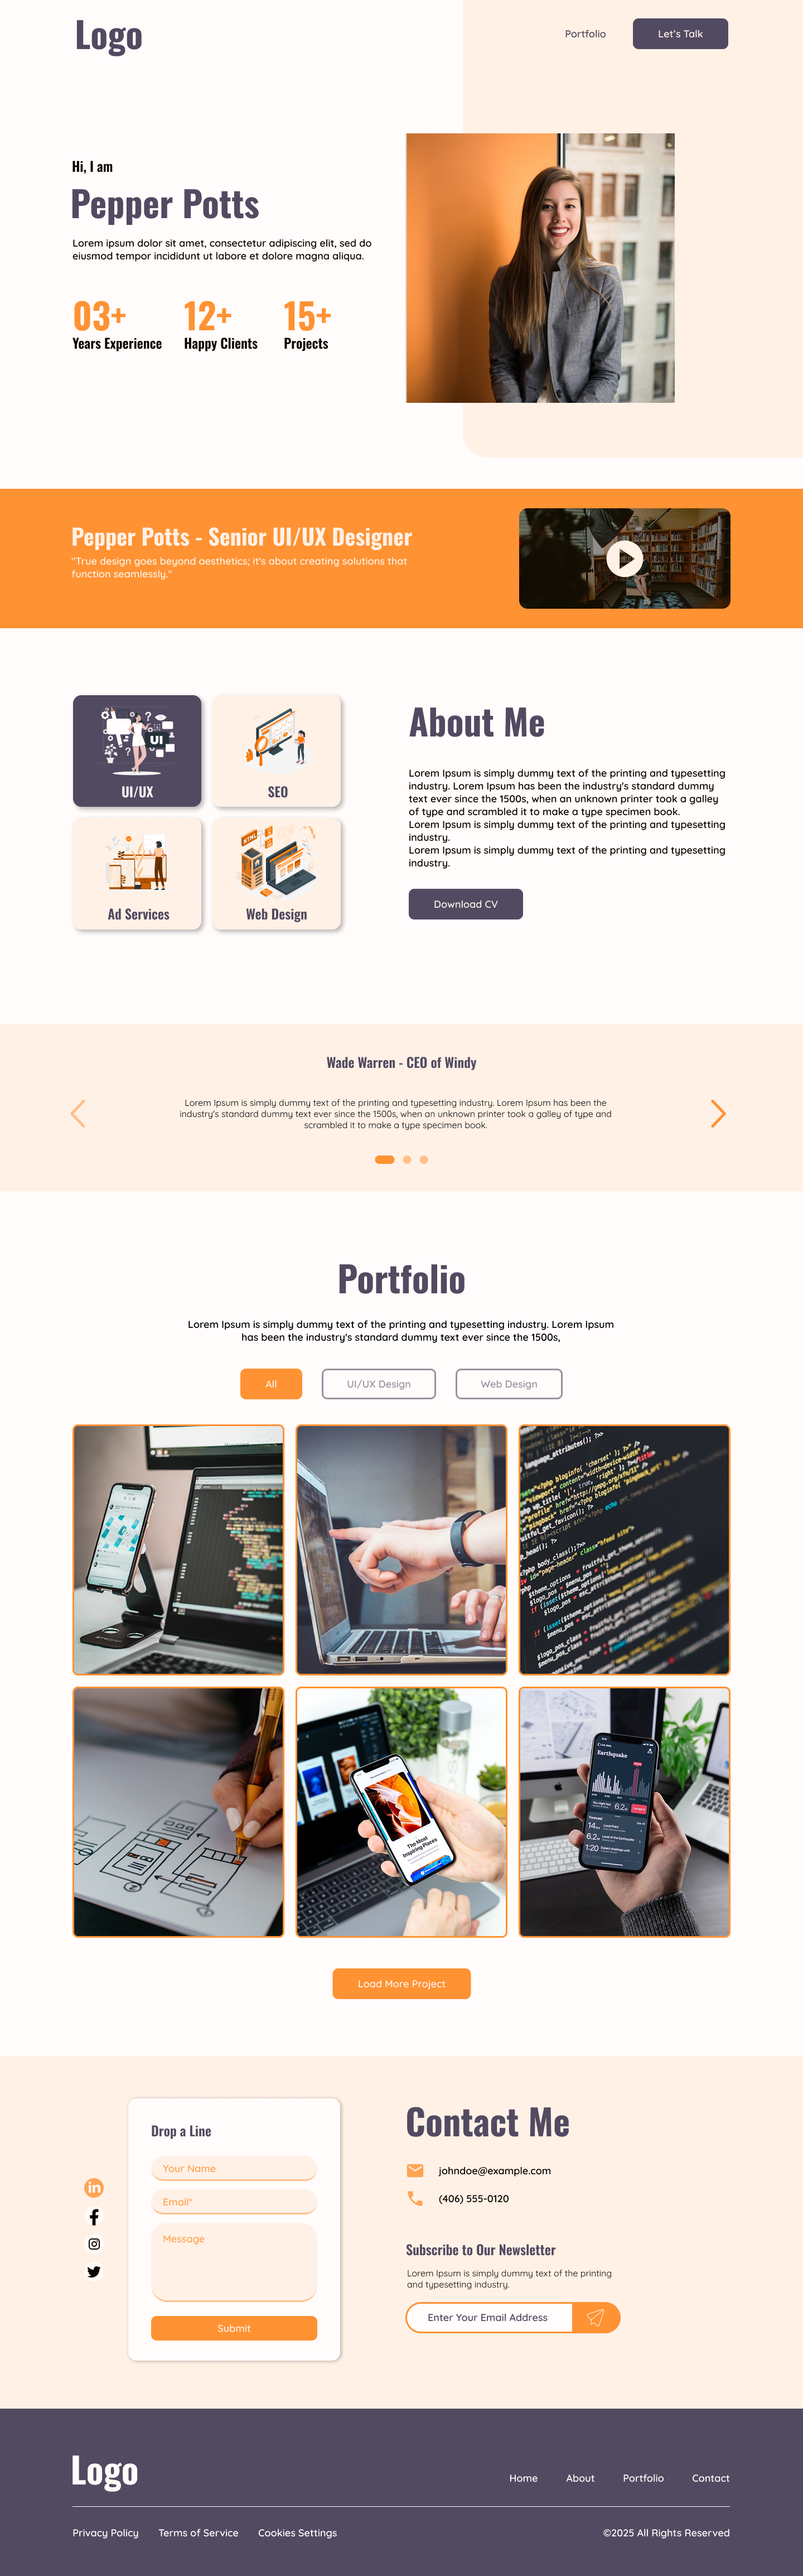 Logo
Portfolio
Let's Talk
Hi, I am
Pepper Potts
Lorem ipsum dolor sit amet, consectetur adipiscing elit, sed do
eiusmod tempor incididunt ut labore et dolore magna aliqua.
03+
12+
15+
Years Experience
Happy Clients
Projects
Pepper Potts - Senior UI/UX Designer
"True design goes beyond aesthetics; it's about creating solutions that
function seamlessly."
UI
UI/UX
SEO
Ad Services
Web Design
About Me
Lorem Ipsum is simply dummy text of the printing and typesetting
industry. Lorem Ipsum has been the industry's standard dummy
text ever since the 1500s, when an unknown printer took a galley
of type and scrambled it to make a type specimen book.
Lorem Ipsum is simply dummy text of the printing and typesetting
industry.
Lorem Ipsum is simply dummy text of the printing and typesetting
industry.
Download CV
Wade Warren - CEO of Windy
Lorem Ipsum is simply dummy text of the printing and typesetting industry. Lorem Ipsum has been the
industry's standard dummy text ever since the 1500s, when an unknown printer took a galley of type and
scrambled it to make a type specimen book.
Portfolio
Lorem Ipsum is simply dummy text of the printing and typesetting industry. Lorem Ipsum
has been the industry's standard dummy text ever since the 1500s,
All
UI/UX Design
Web Design
The Most
Inspiring Places
Earthquake
6.2
Load More Project
Drop a Line
Your Name
Email*
Message
Submit
in
Contact Me
johndoe@example.com
(406) 555-0120
Subscribe to Our Newsletter
Lorem Ipsum is simply dummy text of the printing
and typesetting industry.
Enter Your Email Address
Logo
Home
About
Portfolio
Contact
Privacy Policy
Terms of Service
Cookies Settings
©2025 All Rights Reserved